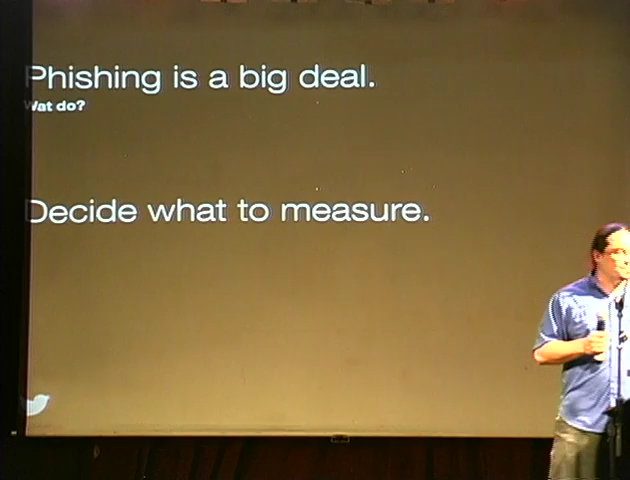 Phishing is a big deal.
Wat do?
Decide what to measure.